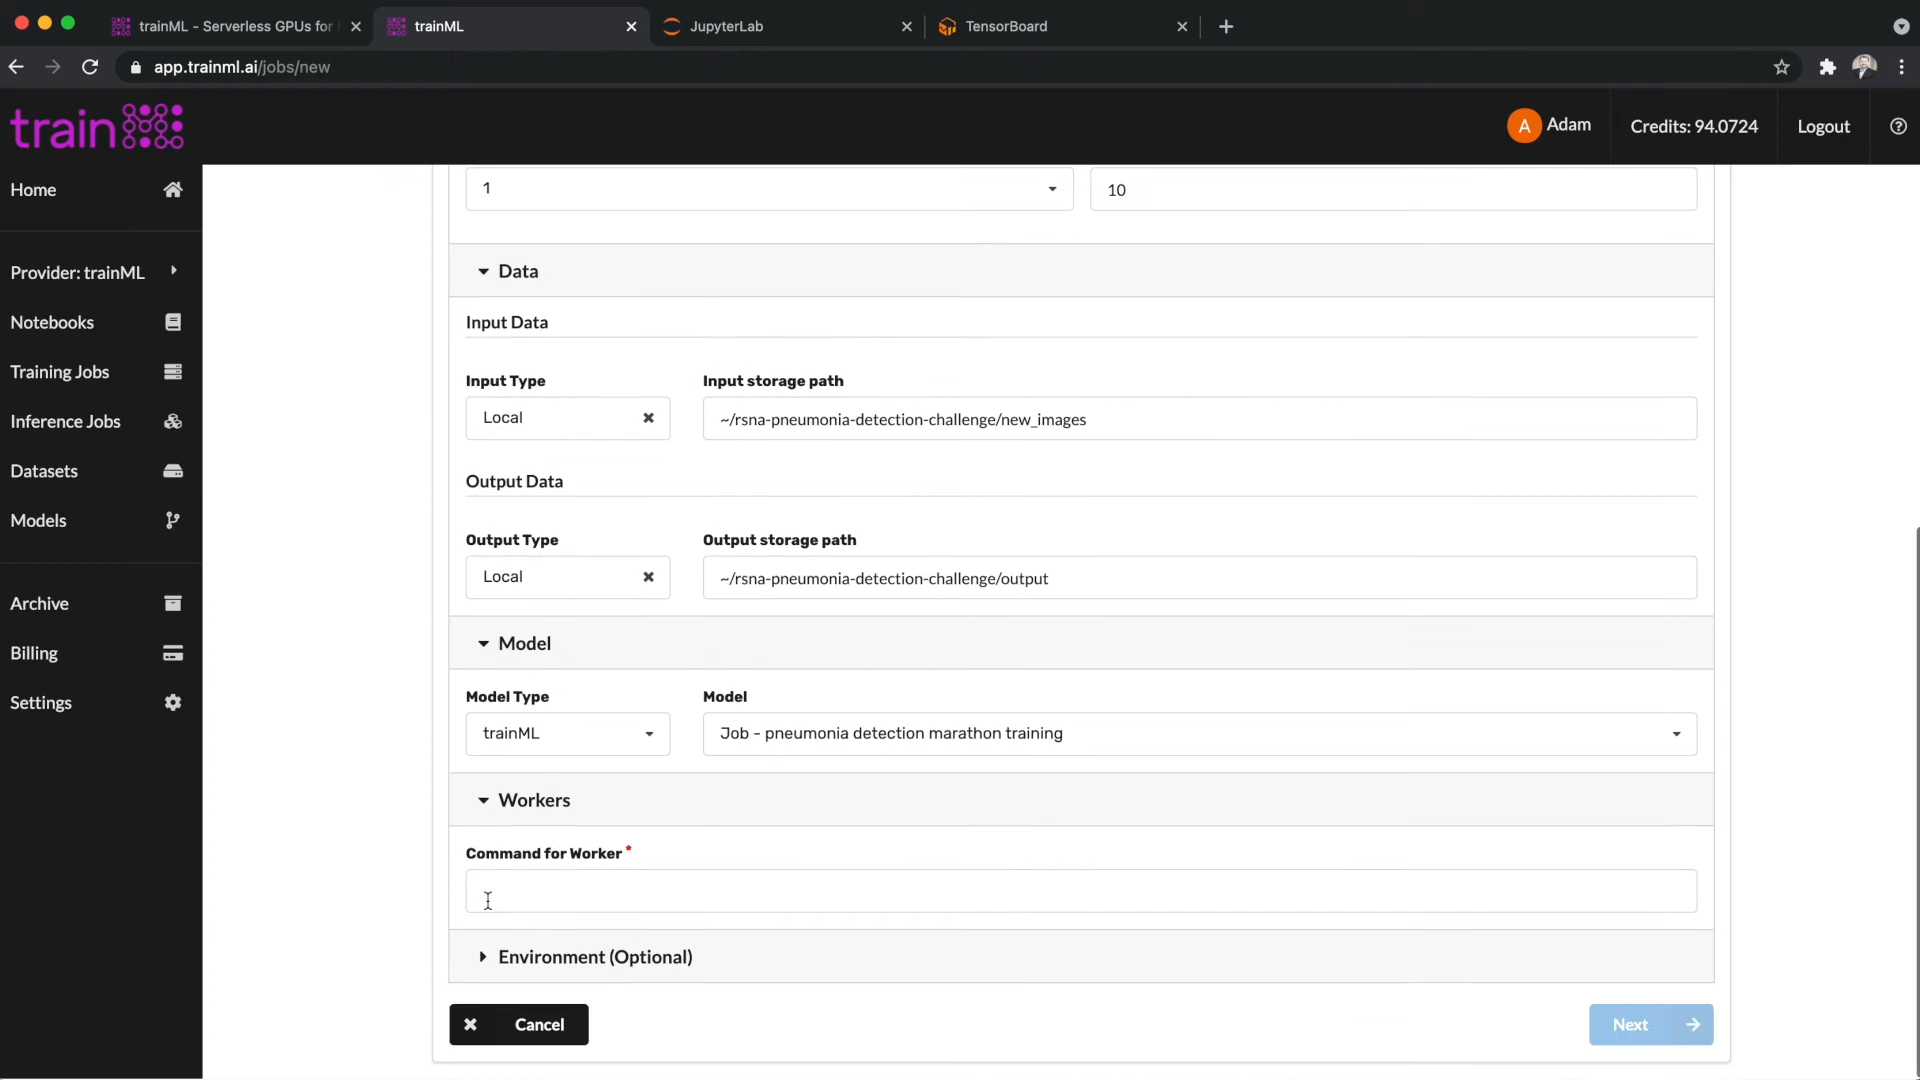 trainML - Serverless GPUs for
trainML
JupyterLab
TensorBoard
app.trainml.ai/jobs/new
train
A Adam
Credits: 94.0724
Logout
Home
Provider: trainML
Notebooks
Training Jobs
Inference Jobs
Datasets
Models
Archive
Billing
Settings
1
10
Data
Input Data
Input Type
Input storage path
Local
~/rsna-pneumonia-detection-challenge/new_images
Output Data
Output Type
Output storage path
Local
~/rsna-pneumonia-detection-challenge/output
Model
Model Type
Model
trainML
Job - pneumonia detection marathon training
Workers
Command for Worker *
Environment (Optional)
Cancel
Next